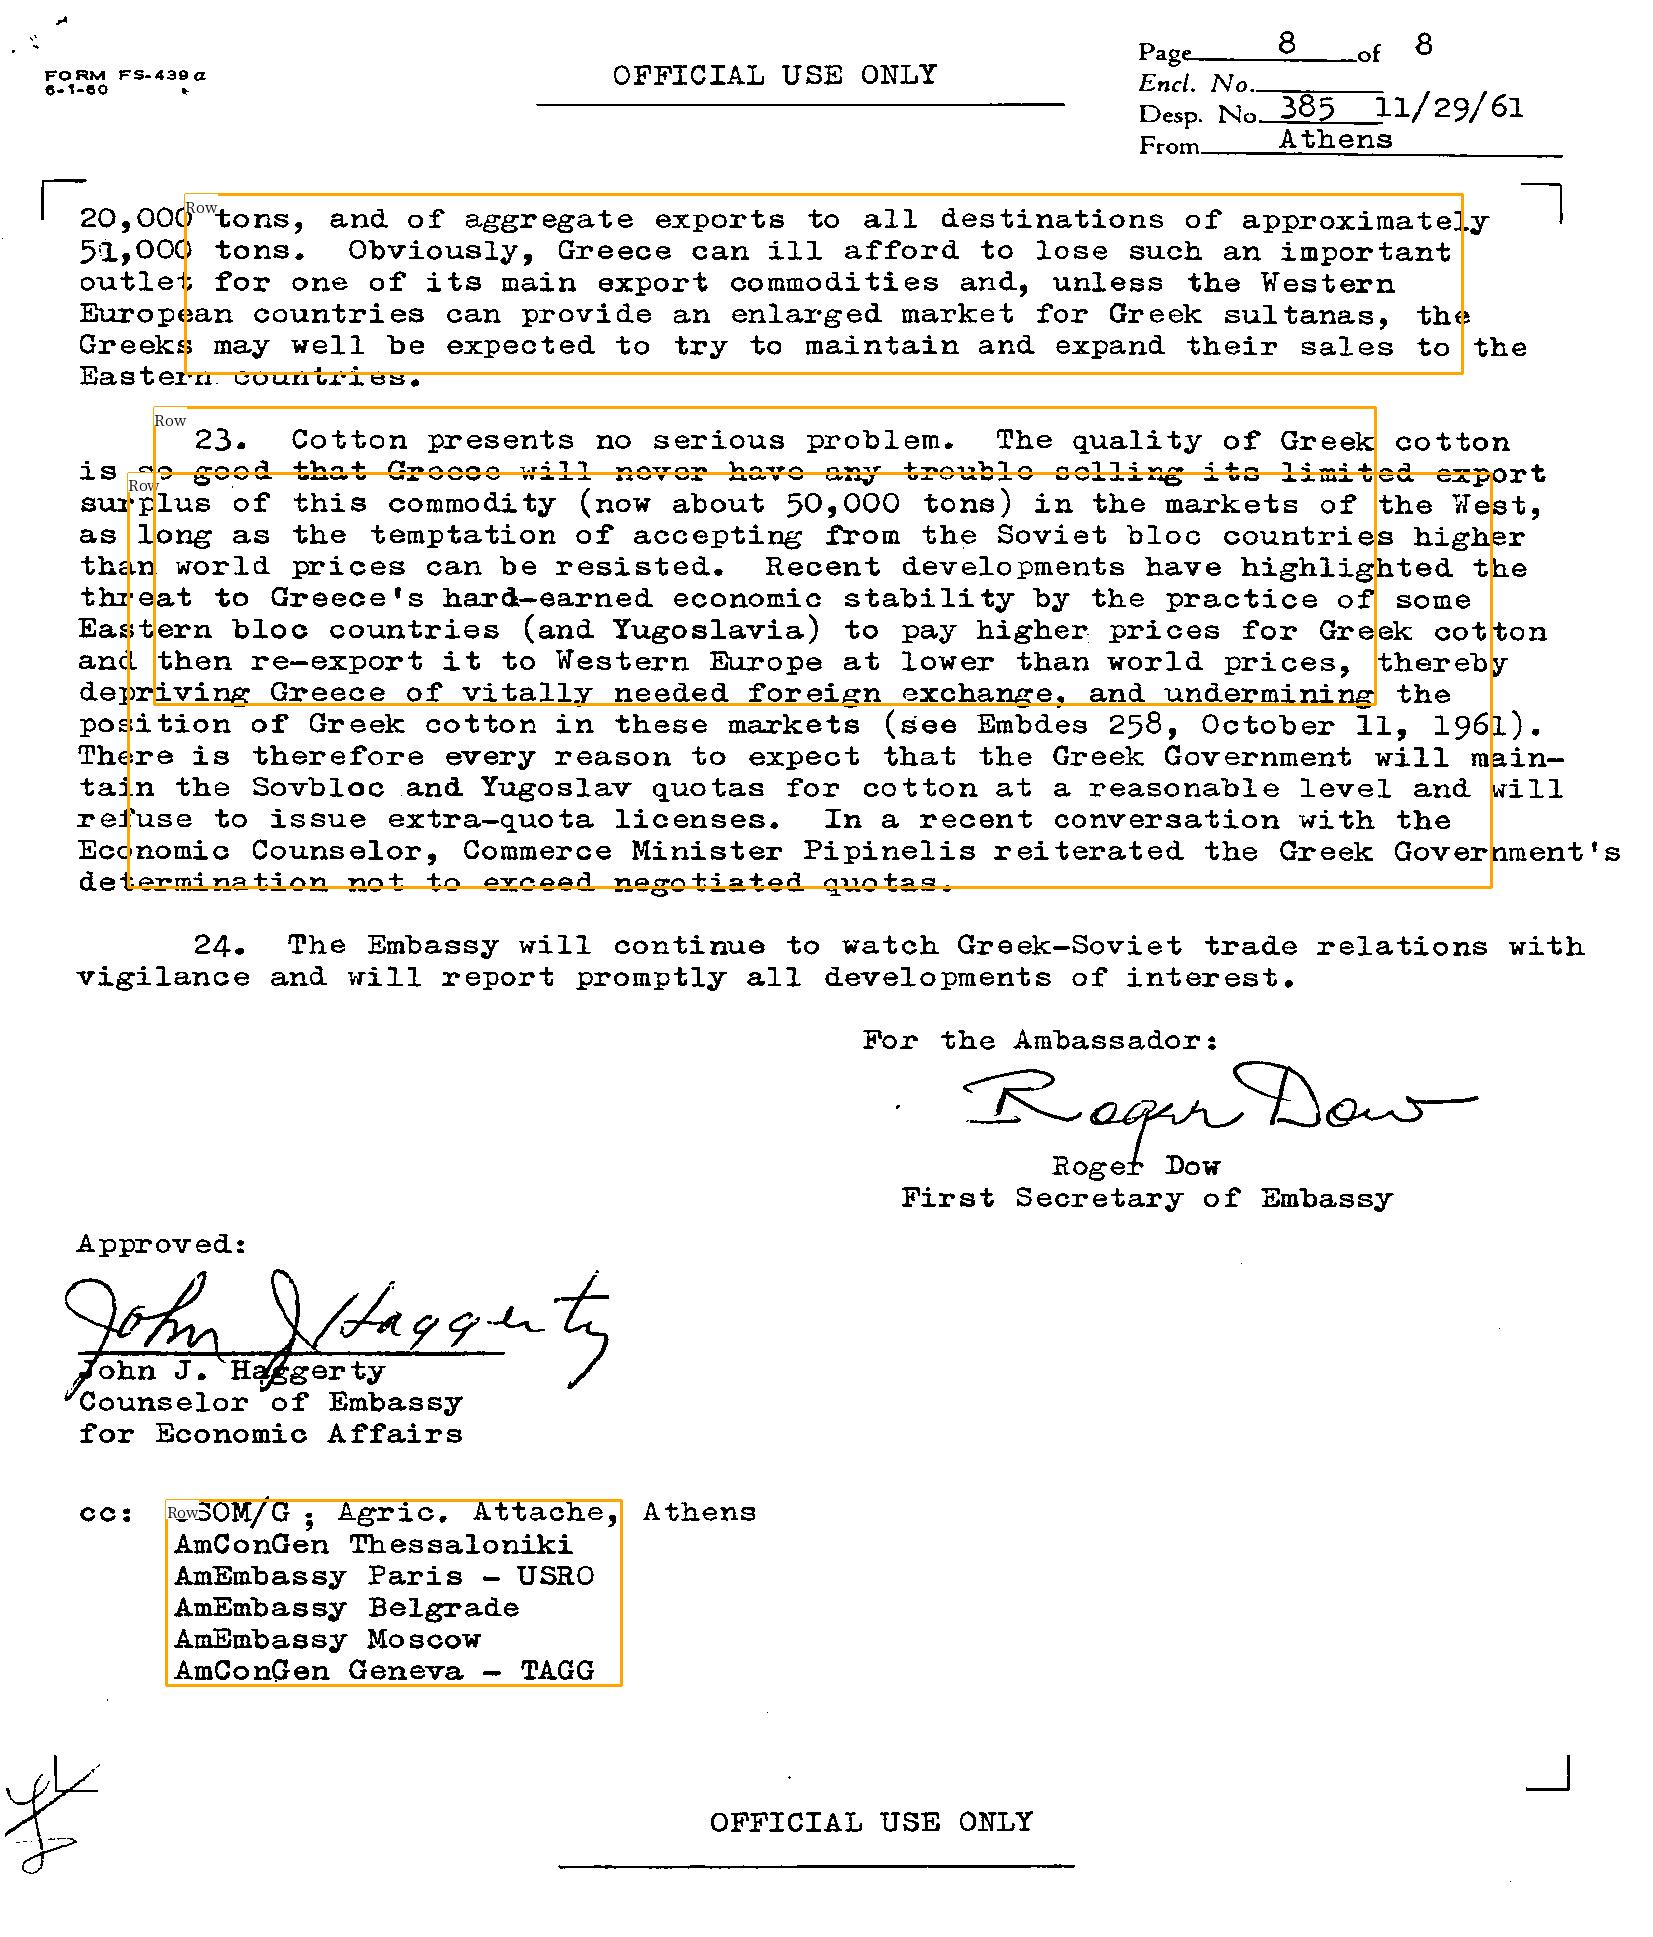 FORM FS-439a
6-1-60
OFFICIAL USE ONLY
Page 8 of 8
Encl. No.
Desp. No. 385 11/29/61
From Athens
20,000 tons, and of aggregate exports to all destinations of approximately
51,000 tons. Obviously, Greece can ill afford to lose such an important
outlet for one of its main export commodities and, unless the Western
European countries can provide an enlarged market for Greek sultanas, the
Greeks may well be expected to try to maintain and expand their sales to the
Eastern countries.
Row
Row
23. Cotton presents no serious problem. The quality of Greek cotton
is so good that Greece will never have any trouble selling its limited export
Row
surplus of this commodity (now about 50,000 tons) in the markets of the West,
as long as the temptation of accepting from the Soviet bloc countries higher
than world prices can be resisted. Recent developments have highlighted the
threat to Greece's hard-earned economic stability by the practice of some
Eastern bloc countries (and Yugoslavia) to pay higher prices for Greek cotton
and then re-export it to Western Europe at lower than world prices, thereby
depriving Greece of vitally needed foreign exchange, and undermining the
position of Greek cotton in these markets (see Embdes 258, October 11, 1961).
There is therefore every reason to expect that the Greek Government will main-
tain the Sovbloc and Yugoslav quotas for cotton at a reasonable level and will
refuse to issue extra-quota licenses. In a recent conversation with the
Economic Counselor, Commerce Minister Pipinelis reiterated the Greek Government's
determination not to exceed negotiated quotas.
24. The Embassy will continue to watch Greek-Soviet trade relations with
vigilance and will report promptly all developments of interest.
For the Ambassador:
Roger Dow
Roger Dow
First Secretary of Embassy
Approved:
John J Haggerty
John J. Haggerty
Counselor of Embassy
for Economic Affairs
Row
cc: USOM/G ; Agric. Attache, Athens
AmConGen Thessaloniki
AmEmbassy Paris - USRO
AmEmbassy Belgrade
AmEmbassy Moscow
AmConGen Geneva - TAGG
OFFICIAL USE ONLY